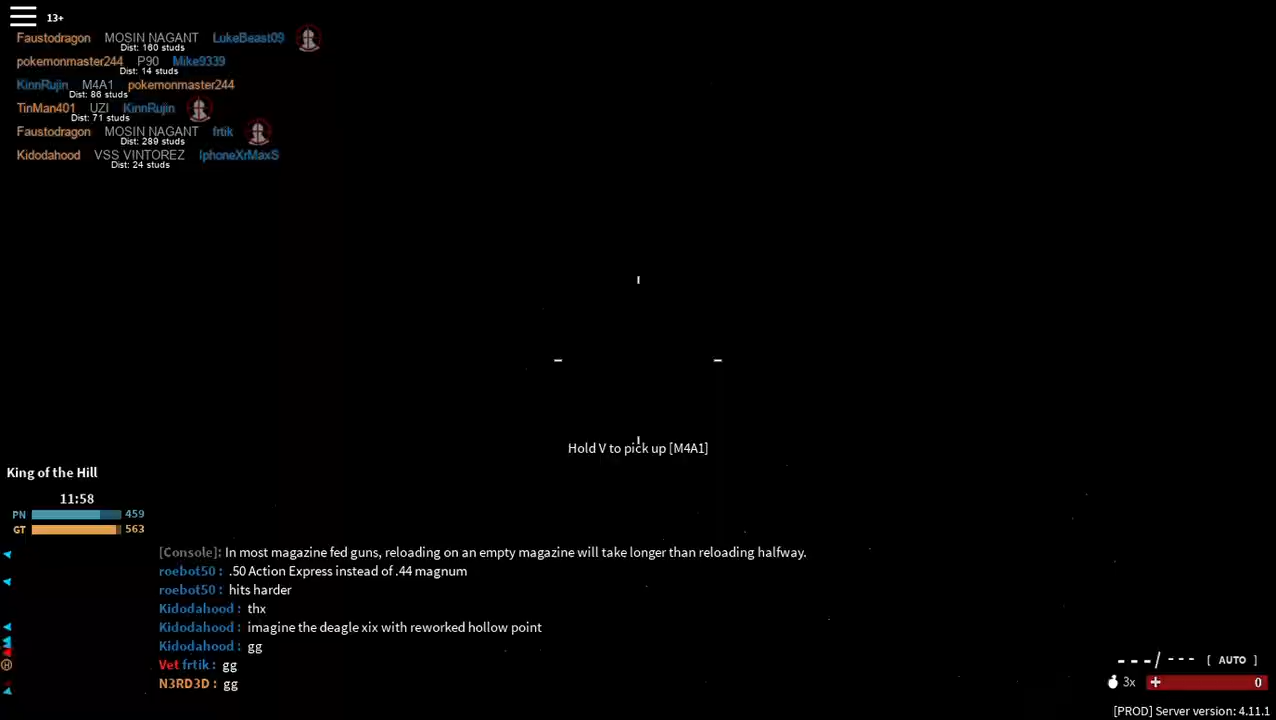 13+
Faustodragon MOSIN NAGANT LukeBeast09
Dist: 160 studs
pokemonmaster244 P90 Mike9339
Dist: 14 studs
KinnRujin M4A1 pokemonmaster244
Dist: 86 studs
TinMan401 UZI KinnRujin
Dist: 71 studs
Faustodragon MOSIN NAGANT frtik
Dist: 289 studs
Kidodahood VSS VINTOREZ IphoneXrMaxS
Dist: 24 studs
Hold V to pick up [M4A1]
King of the Hill
11:58
PN 459
GT 563
[Console]: In most magazine fed guns, reloading on an empty magazine will take longer than reloading halfway.
roebot50 : .50 Action Express instead of .44 magnum
roebot50 : hits harder
Kidodahood : thx
Kidodahood : imagine the deagle xix with reworked hollow point
Kidodahood : gg
Vet frtik : gg
N3RD3D : gg
H
---/--- [ AUTO ]
3x 0
[PROD] Server version: 4.11.1